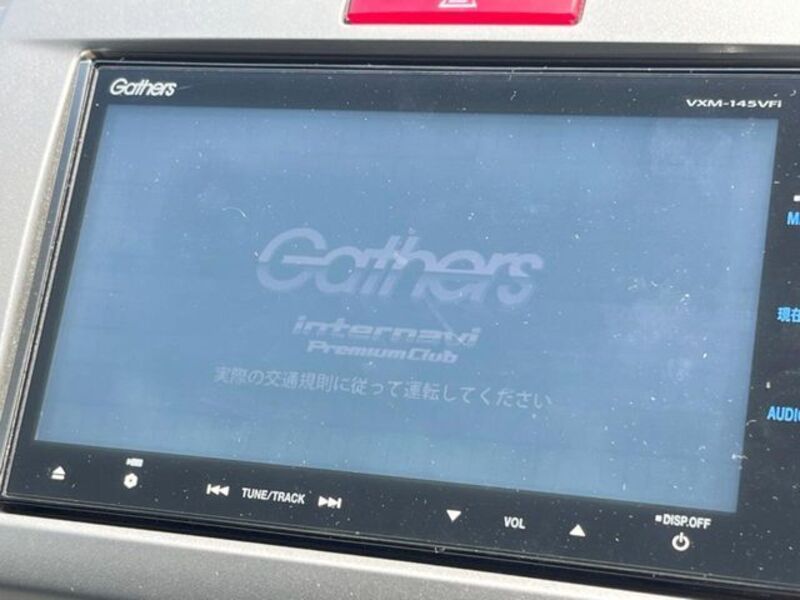 Gathers
VXM-145VFi
Gathers
internavi
Premium Club
実際の交通規則に従って運転してください
現在
AUDIO
TUNE/TRACK
VOL
DISP.OFF